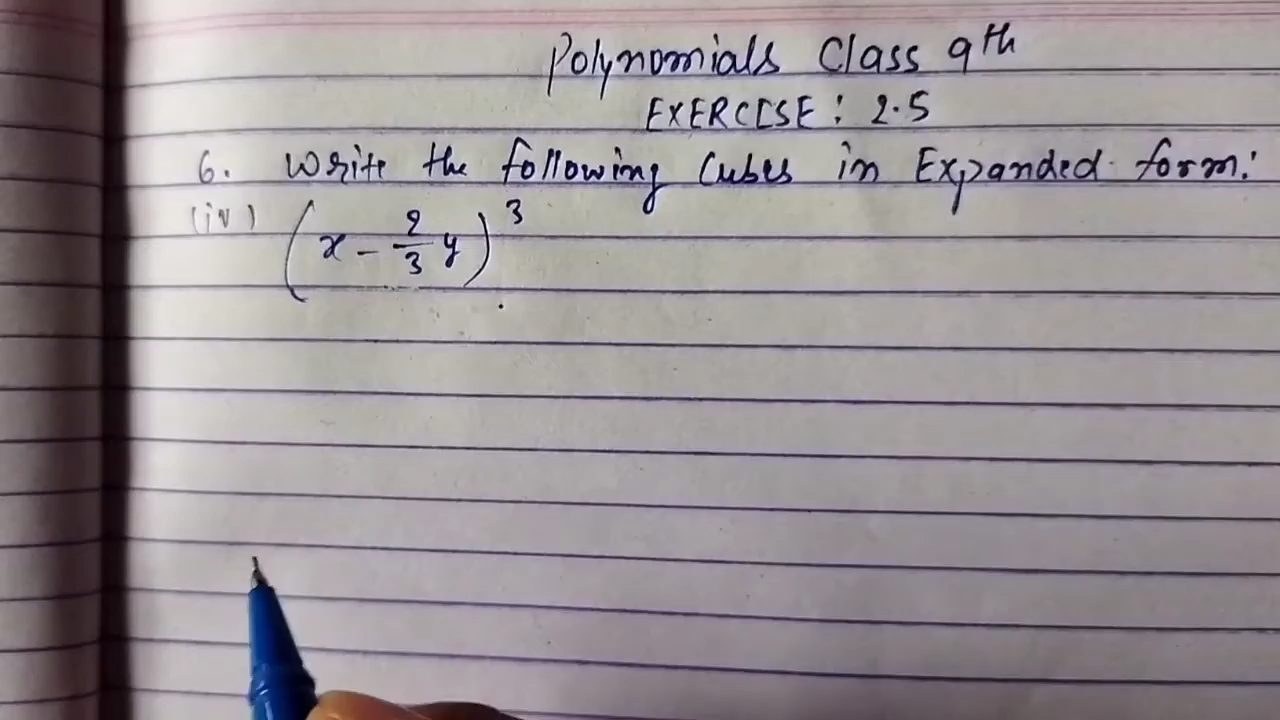 Polynomials Class 9th
EXERCISE: 2.5
6. Write the following Cubes in Expanded form:
(iv) (x - 2/3 y)^3